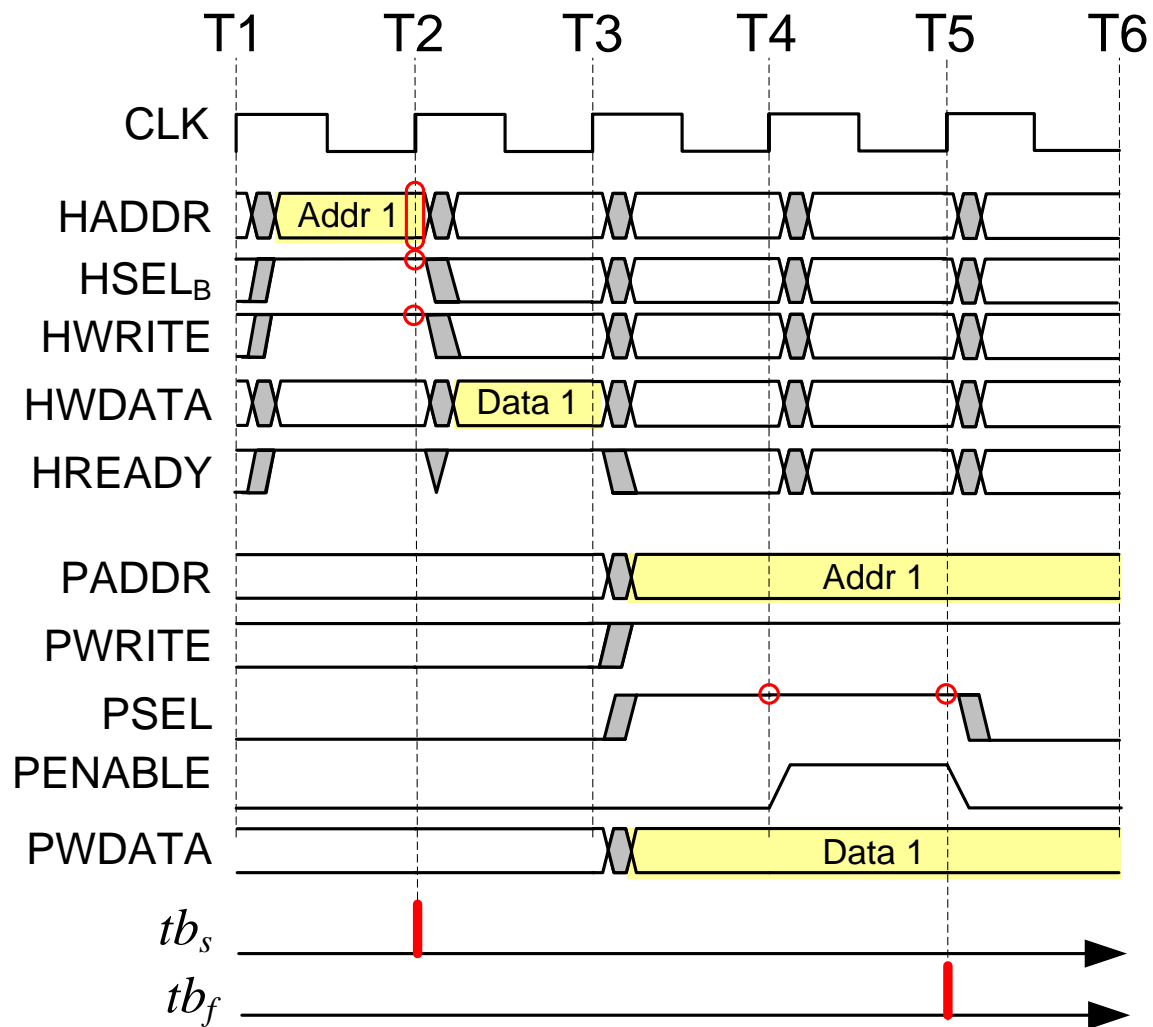 T1 T2 T3 T4 T5 T6
CLK
HADDR Addr 1
HSELB
HWRITE
HWDATA Data 1
HREADY
PADDR Addr 1
PWRITE
PSEL
PENABLE
PWDATA Data 1
tbs
tbf